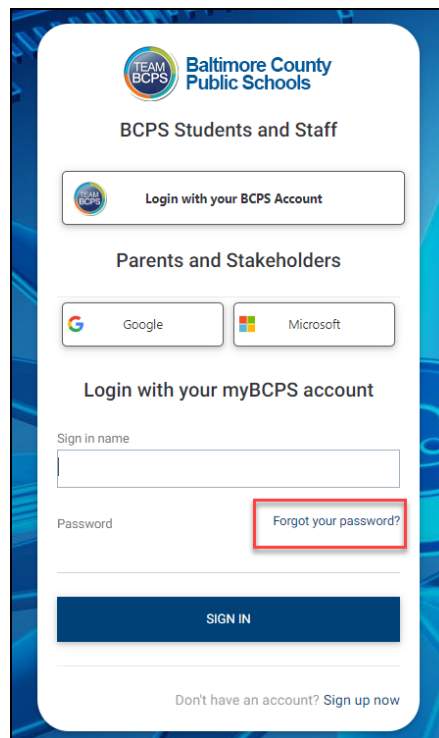 TEAM
BCPS
Baltimore County
Public Schools
BCPS Students and Staff
TEAM
BCPS
Login with your BCPS Account
Parents and Stakeholders
Google
Microsoft
Login with your myBCPS account
Sign in name
Password
Forgot your password?
SIGN IN
Don't have an account? Sign up now